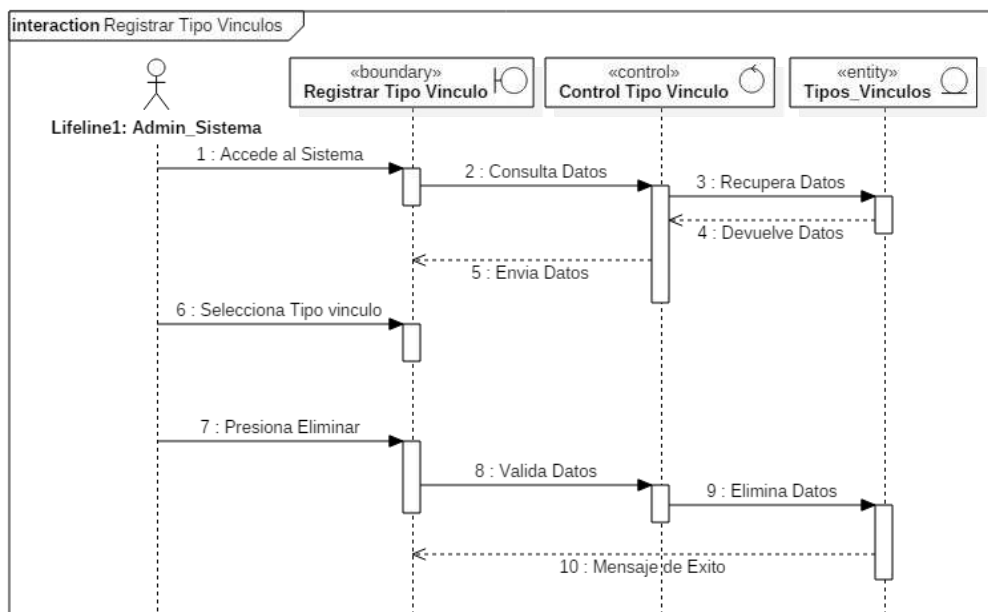 interaction Registrar Tipo Vinculos
«boundary»
Registrar Tipo Vinculo
«control»
Control Tipo Vinculo
«entity»
Tipos_Vinculos
Lifeline1: Admin_Sistema
1 : Accede al Sistema
2 : Consulta Datos
3 : Recupera Datos
4 : Devuelve Datos
5 : Envia Datos
6 : Selecciona Tipo vinculo
7 : Presiona Eliminar
8 : Valida Datos
9 : Elimina Datos
10 : Mensaje de Exito